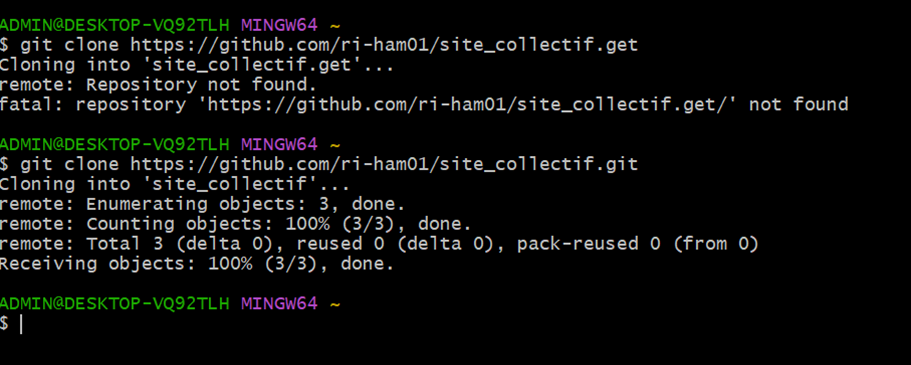 ADMIN@DESKTOP-VQ92TLH MINGW64 ~
$ git clone https://github.com/ri-ham01/site_collectif.get
Cloning into 'site_collectif.get'...
remote: Repository not found.
fatal: repository 'https://github.com/ri-ham01/site_collectif.get/' not found
ADMIN@DESKTOP-VQ92TLH MINGW64 ~
$ git clone https://github.com/ri-ham01/site_collectif.git
Cloning into 'site_collectif'...
remote: Enumerating objects: 3, done.
remote: Counting objects: 100% (3/3), done.
remote: Total 3 (delta 0), reused 0 (delta 0), pack-reused 0 (from 0)
Receiving objects: 100% (3/3), done.
ADMIN@DESKTOP-VQ92TLH MINGW64 ~
$